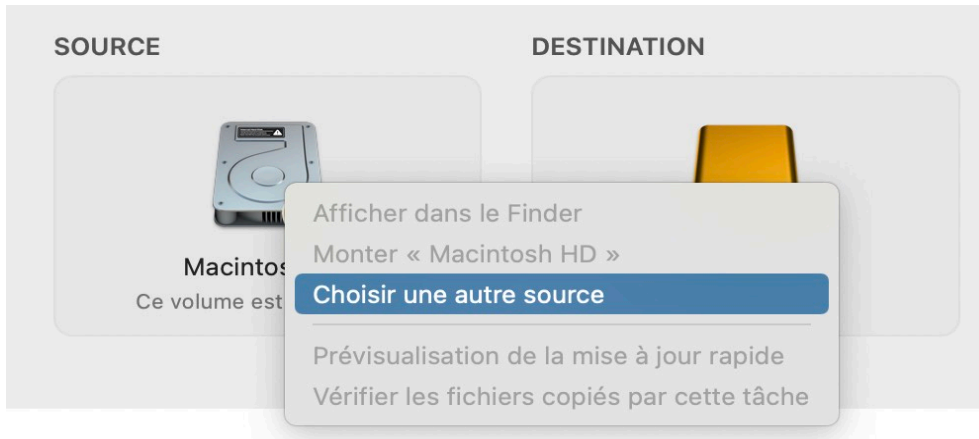 SOURCE
DESTINATION
Afficher dans le Finder
Monter « Macintosh HD »
Macintos
Choisir une autre source
Ce volume est
Prévisualisation de la mise à jour rapide
Vérifier les fichiers copiés par cette tâche